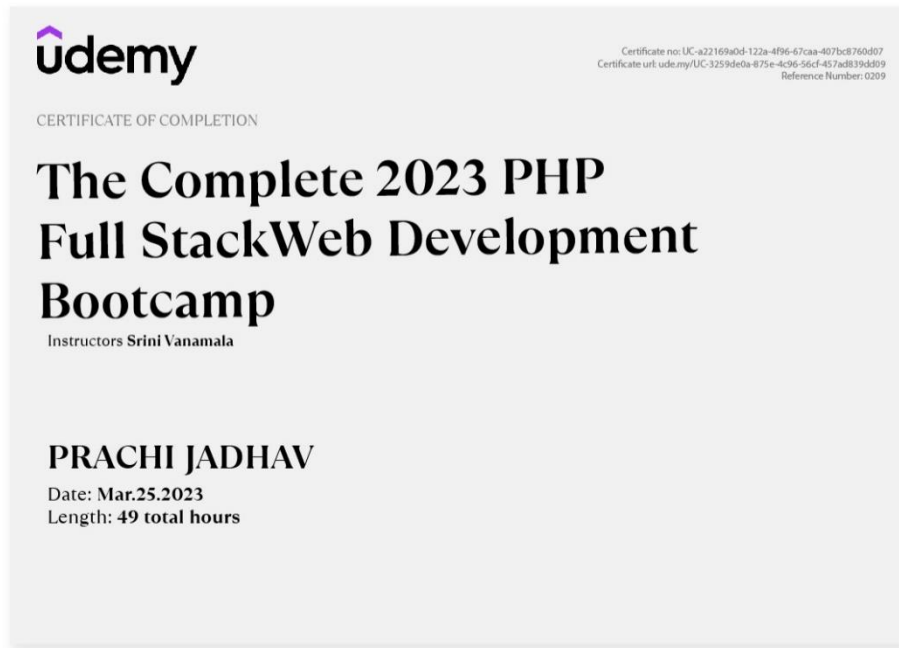 ûdemy
Certificate no: UC-a22169a0d-122a-4f96-67caa-407bc8760d07
Certificate url: ude.my/UC-3259de0a-875e-4c96-56cf-457ad839dd09
Reference Number: 0209
CERTIFICATE OF COMPLETION
The Complete 2023 PHP
Full StackWeb Development
Bootcamp
Instructors Srini Vanamala
PRACHI JADHAV
Date: Mar.25.2023
Length: 49 total hours